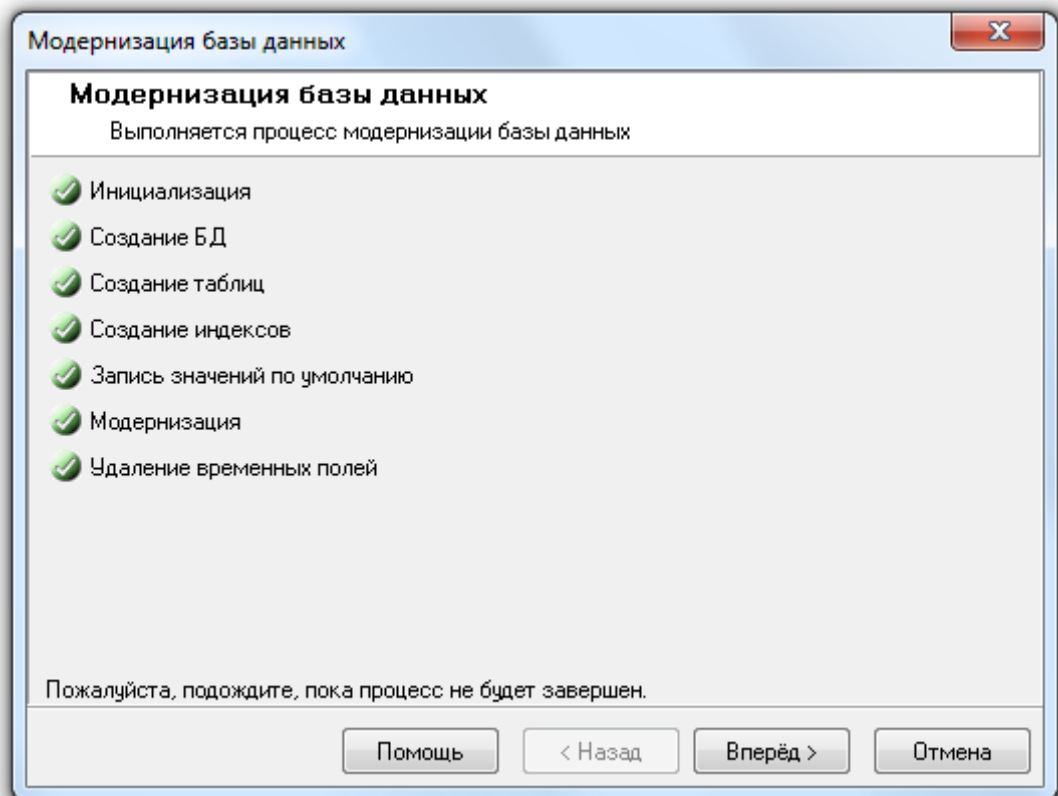 Модернизация базы данных
Модернизация базы данных
Выполняется процесс модернизации базы данных
Инициализация
Создание БД
Создание таблиц
Создание индексов
Запись значений по умолчанию
Модернизация
Удаление временных полей
Пожалуйста, подождите, пока процесс не будет завершен.
Помощь
< Назад
Вперёд >
Отмена